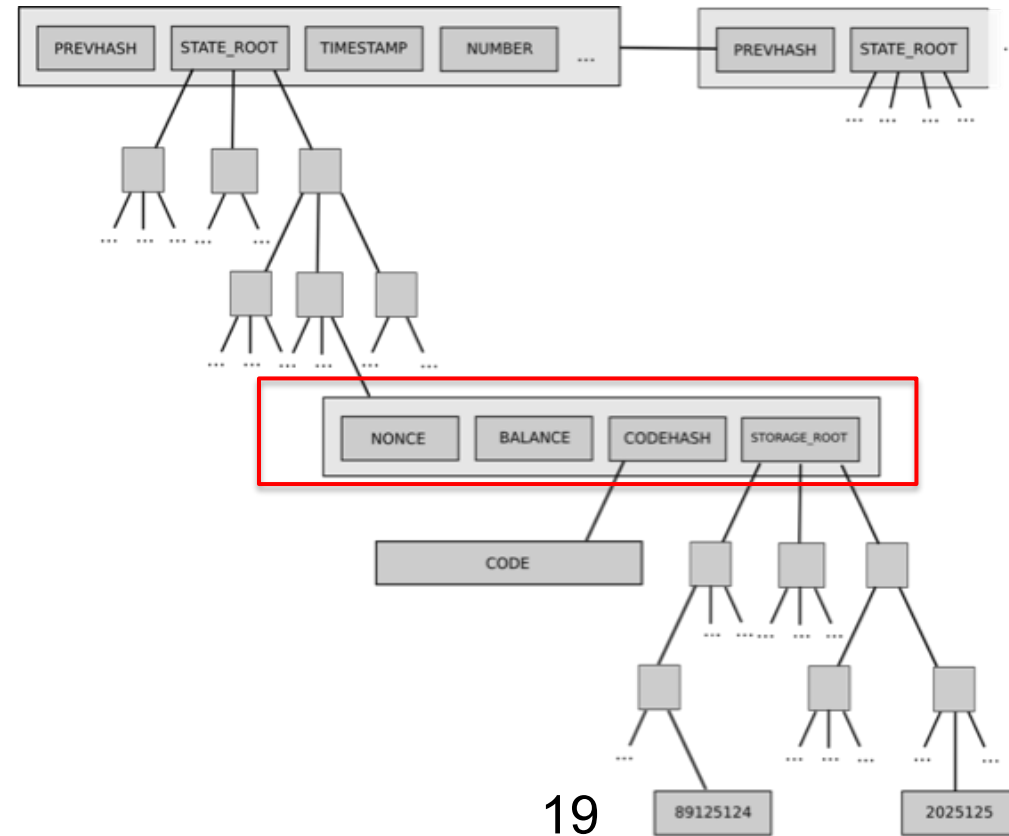 PREVHASH STATE_ROOT TIMESTAMP NUMBER ... PREVHASH STATE_ROOT
... ... ... ...
... ... ... ... ...
... ... ... ... ... ... ...
NONCE BALANCE CODEHASH STORAGE_ROOT
CODE
... ... ... ... ...
... ... ... ... ... ...
19 89125124 2025125